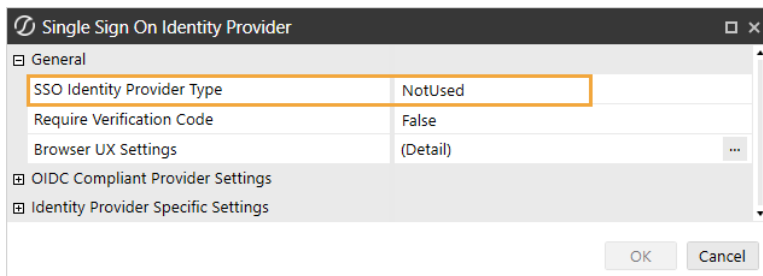 Single Sign On Identity Provider
General
SSO Identity Provider Type NotUsed
Require Verification Code False
Browser UX Settings (Detail) ...
OIDC Compliant Provider Settings
Identity Provider Specific Settings
OK Cancel